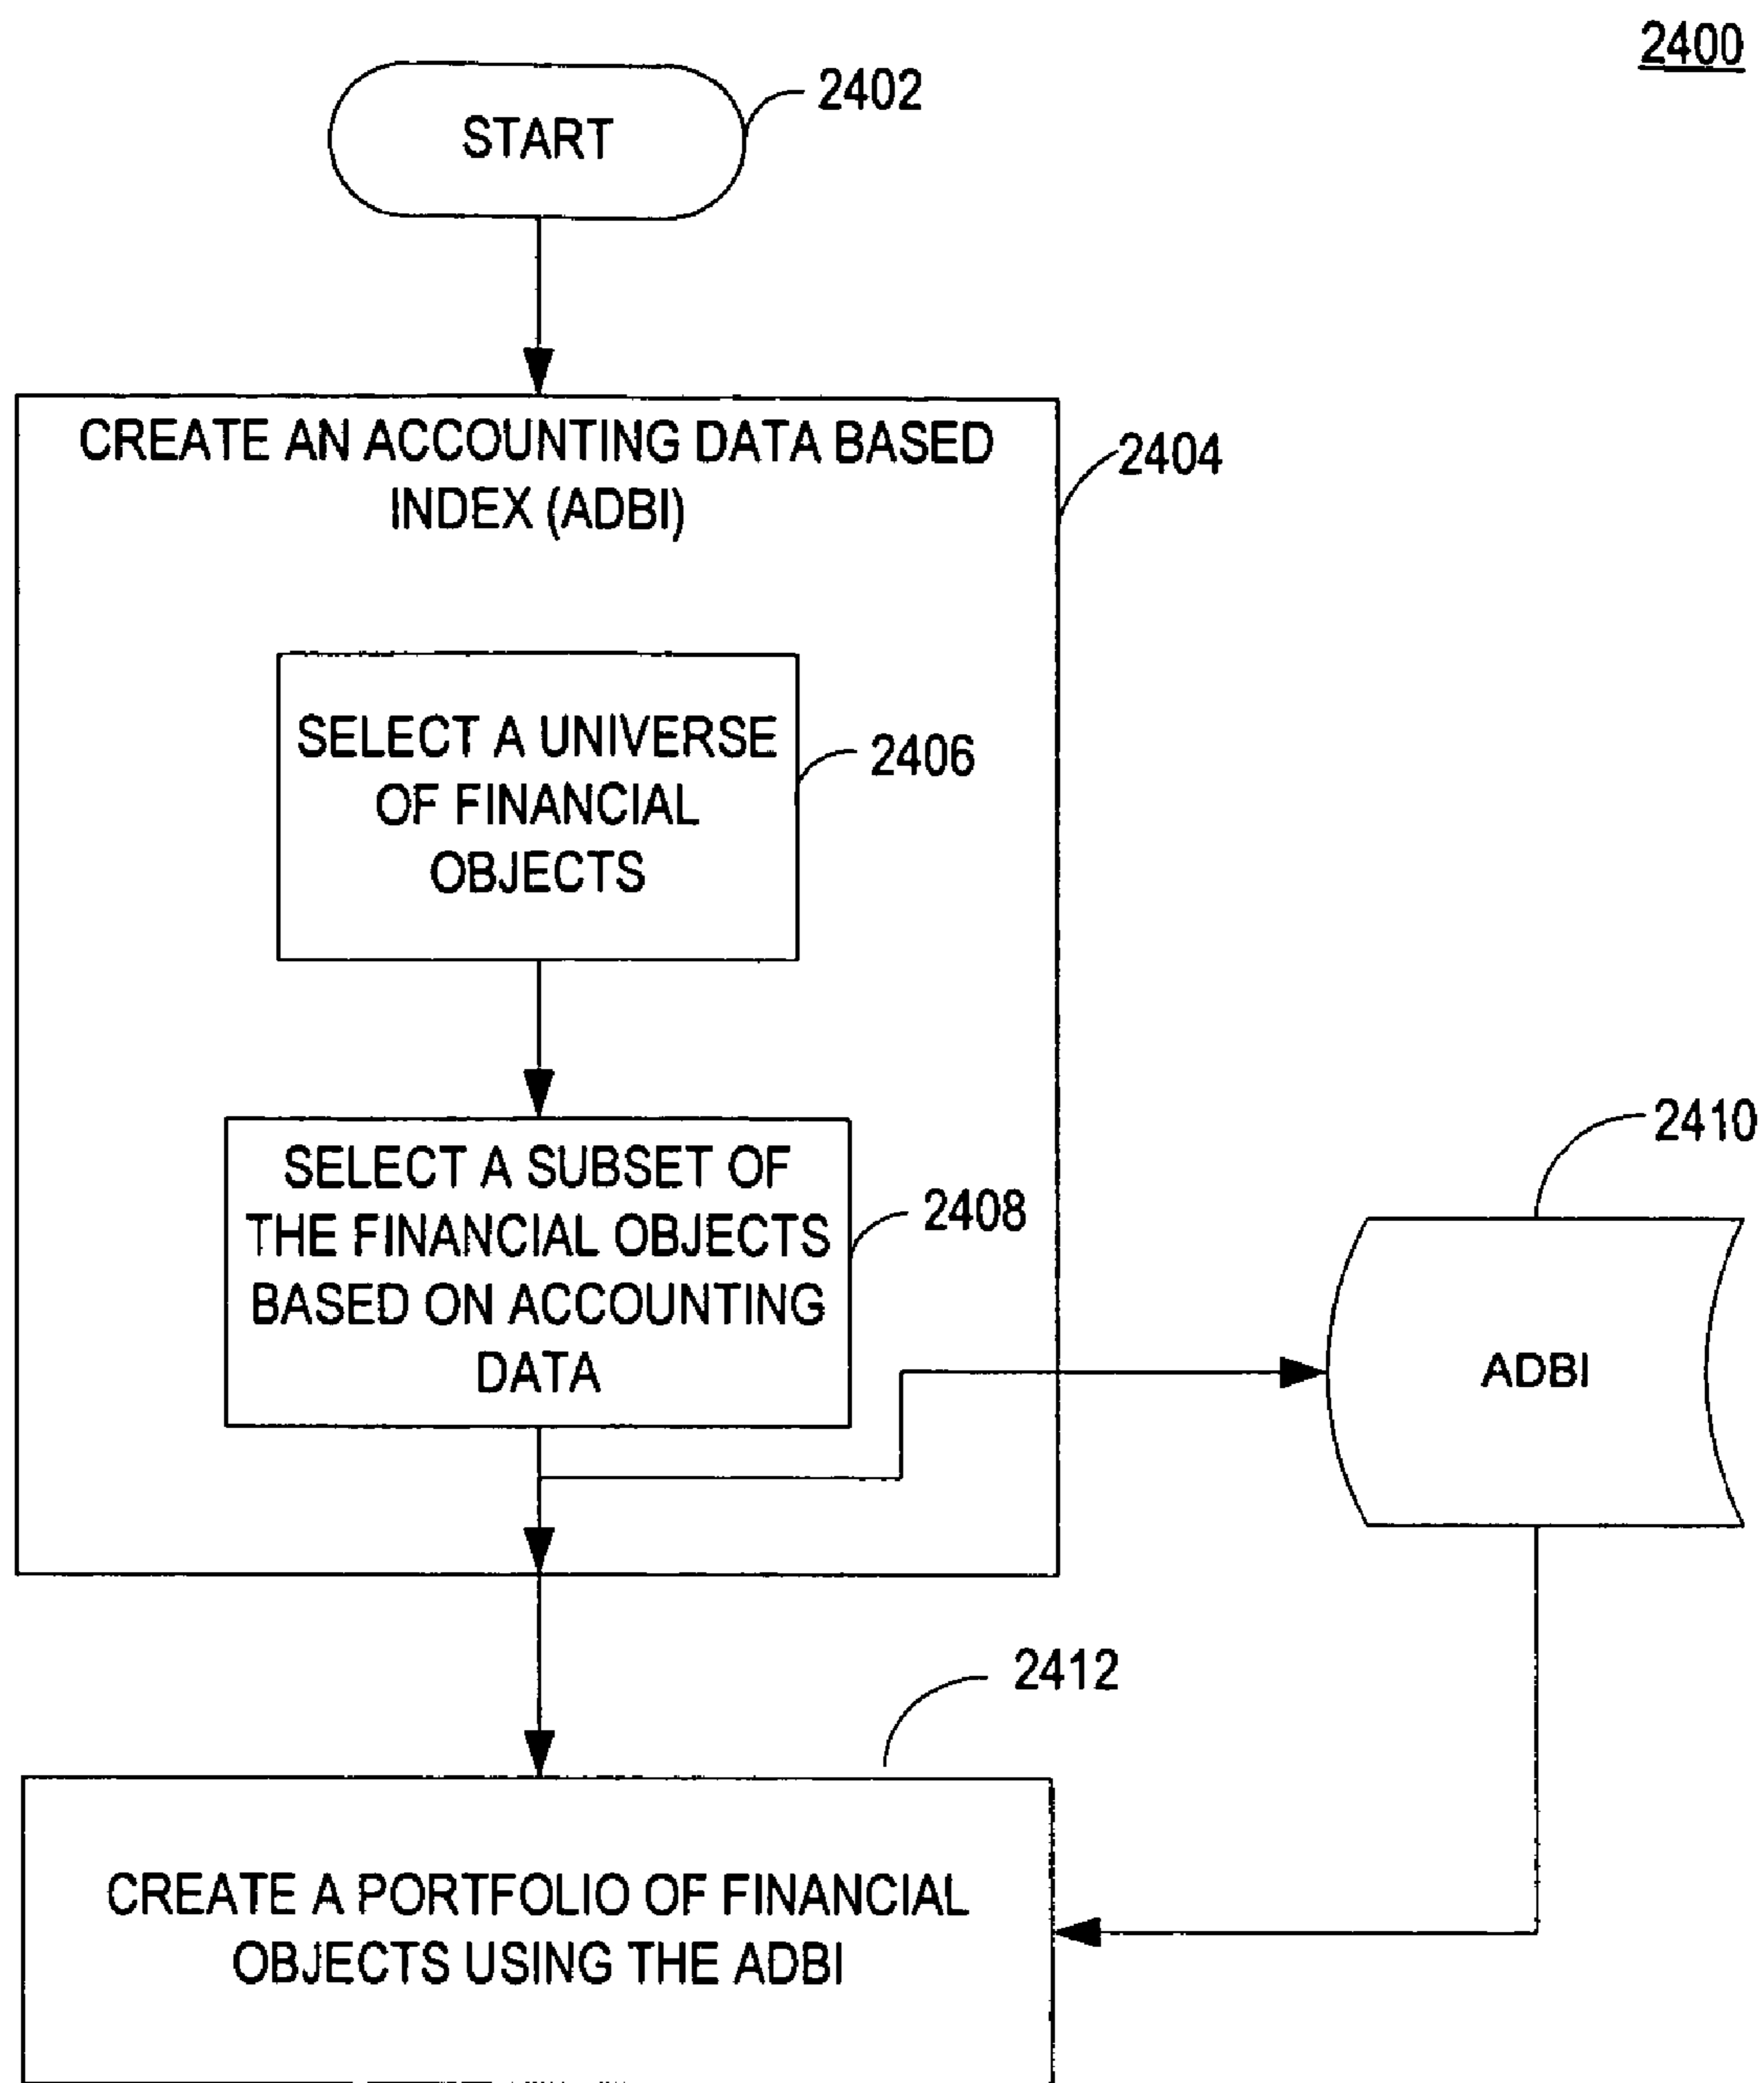 2400
START
2402
CREATE AN ACCOUNTING DATA BASED
INDEX (ADBI)
2404
SELECT A UNIVERSE
OF FINANCIAL
OBJECTS
2406
SELECT A SUBSET OF
THE FINANCIAL OBJECTS
BASED ON ACCOUNTING
DATA
2408
2410
ADBI
2412
CREATE A PORTFOLIO OF FINANCIAL
OBJECTS USING THE ADBI